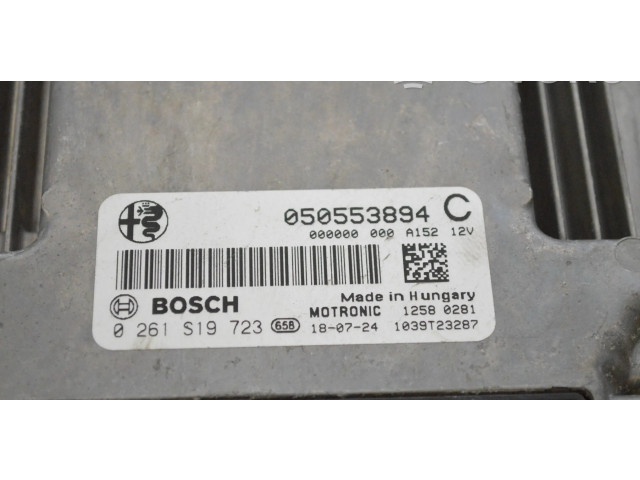 050553894 C
000000 000 A152 12V
BOSCH
Made in Hungary
0 261 S19 723 65B
MOTRONIC 1258 0281
18-07-24 1039T23287